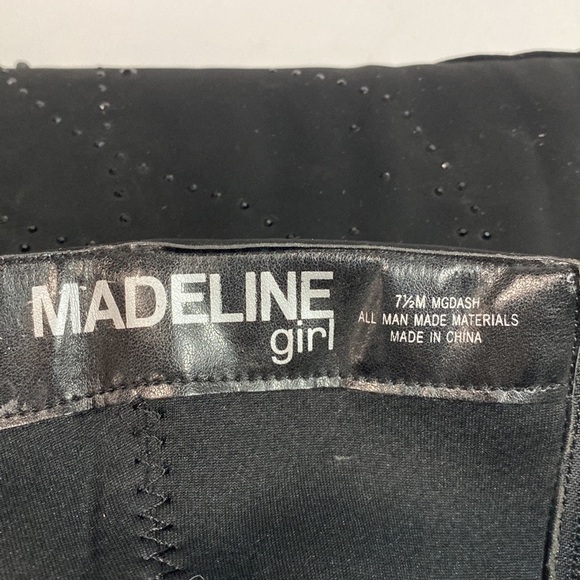 MADELINE
girl
7½M MGDASH
ALL MAN MADE MATERIALS
MADE IN CHINA